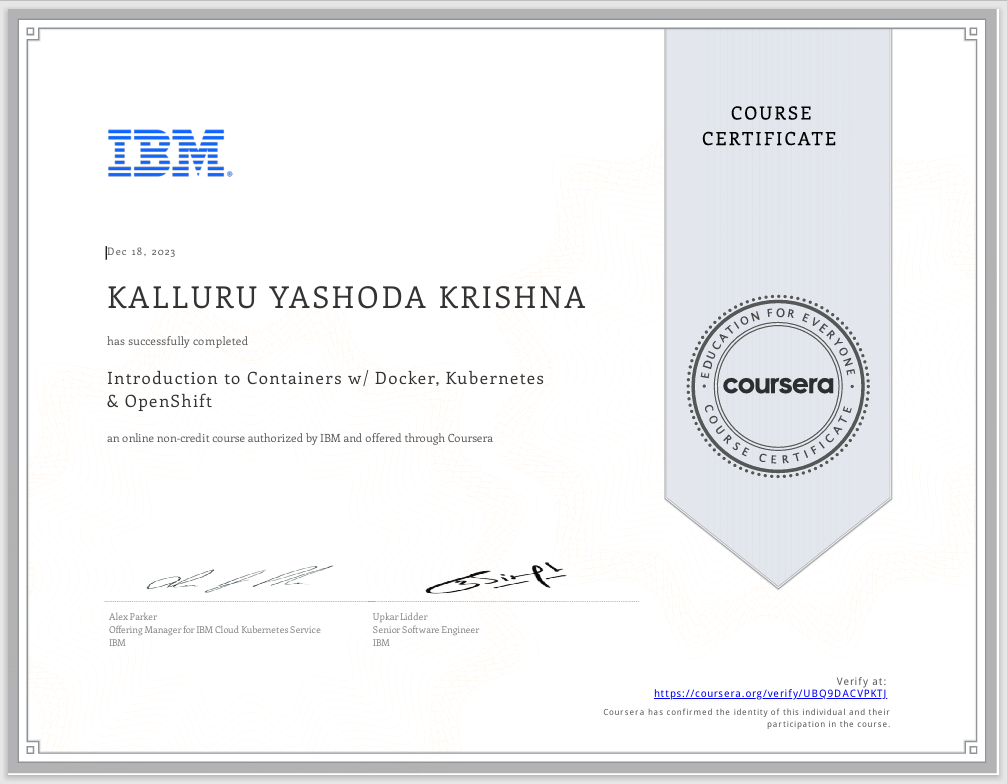 COURSE
CERTIFICATE
IBM®
Dec 18, 2023
KALLURU YASHODA KRISHNA
has successfully completed
Introduction to Containers w/ Docker, Kubernetes
& OpenShift
an online non-credit course authorized by IBM and offered through Coursera
EDUCATION FOR EVERYONE
coursera
COURSE CERTIFICATE
Alex Parker
Offering Manager for IBM Cloud Kubernetes Service
IBM
Upkar Lidder
Senior Software Engineer
IBM
Verify at:
https://coursera.org/verify/UBQ9DACVPKTJ
Coursera has confirmed the identity of this individual and their
participation in the course.